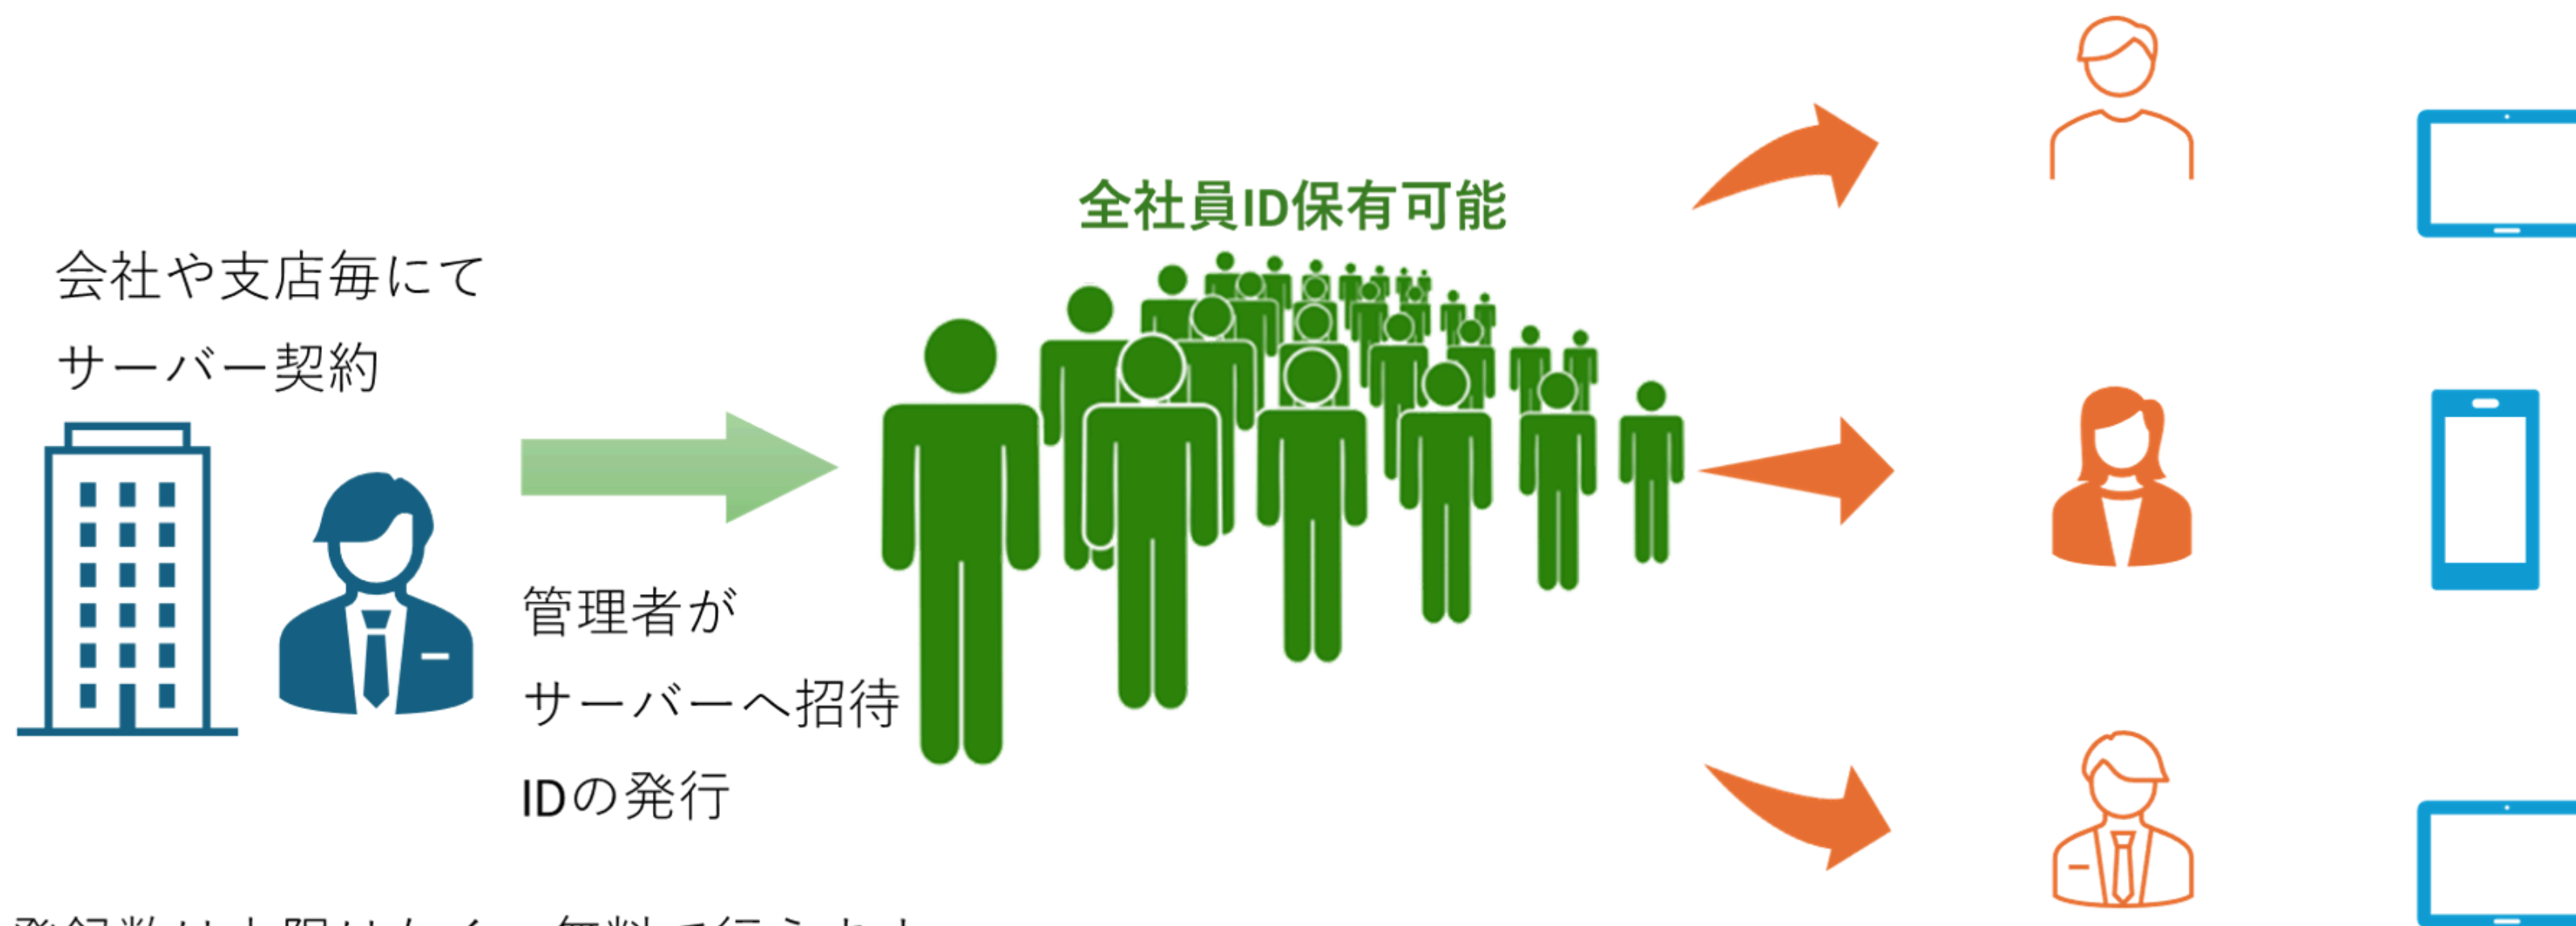 会社や支店毎にて
サーバー契約
全社員ID保有可能
管理者が
サーバーへ招待
IDの発行